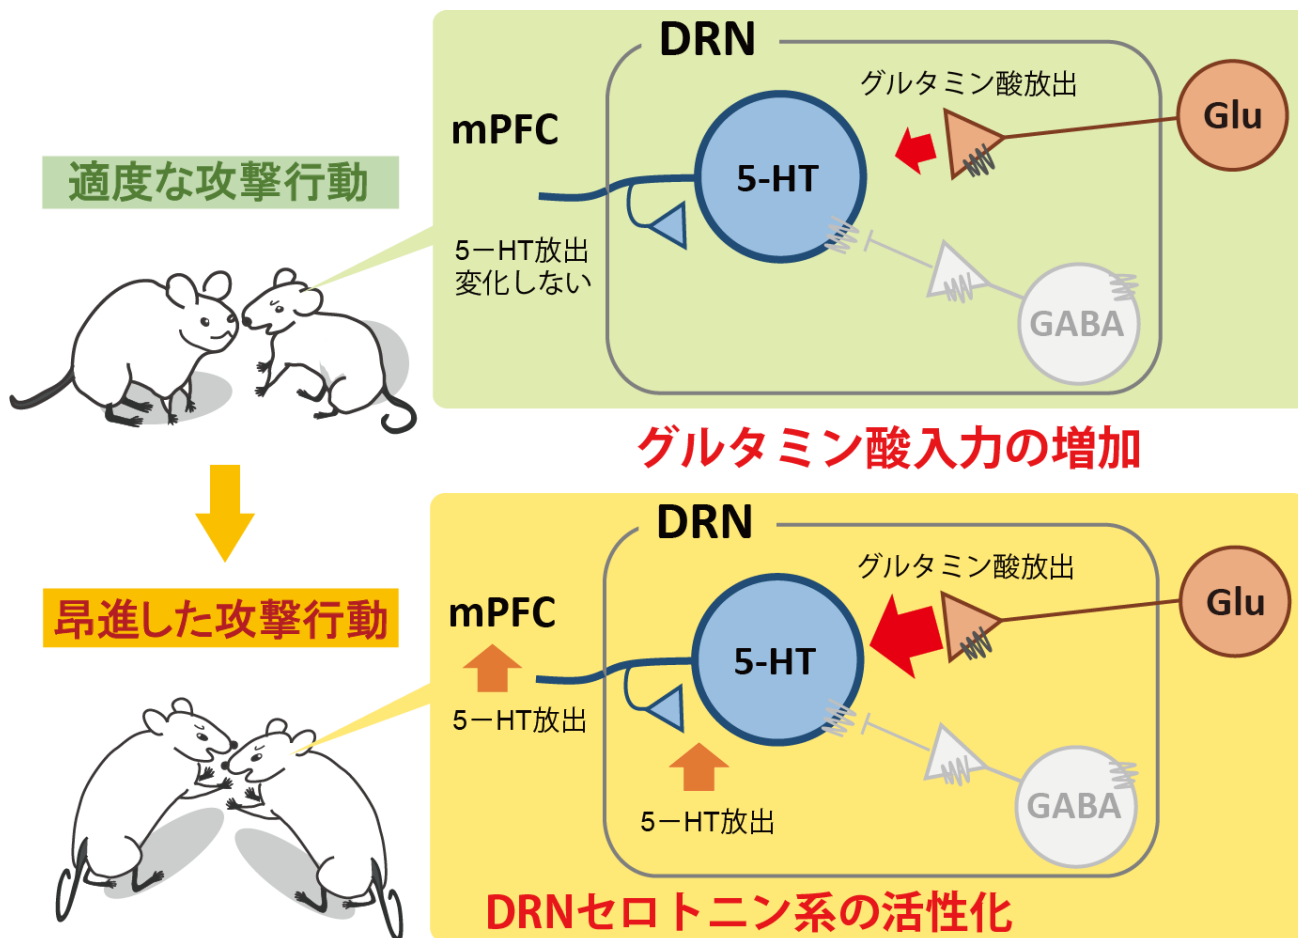 DRN
グルタミン酸放出
Glu
mPFC
5-HT
適度な攻撃行動
5－HT放出
変化しない
GABA
グルタミン酸入力の増加
DRN
グルタミン酸放出
Glu
mPFC
昂進した攻撃行動
5-HT
5－HT放出
GABA
5－HT放出
DRNセロトニン系の活性化